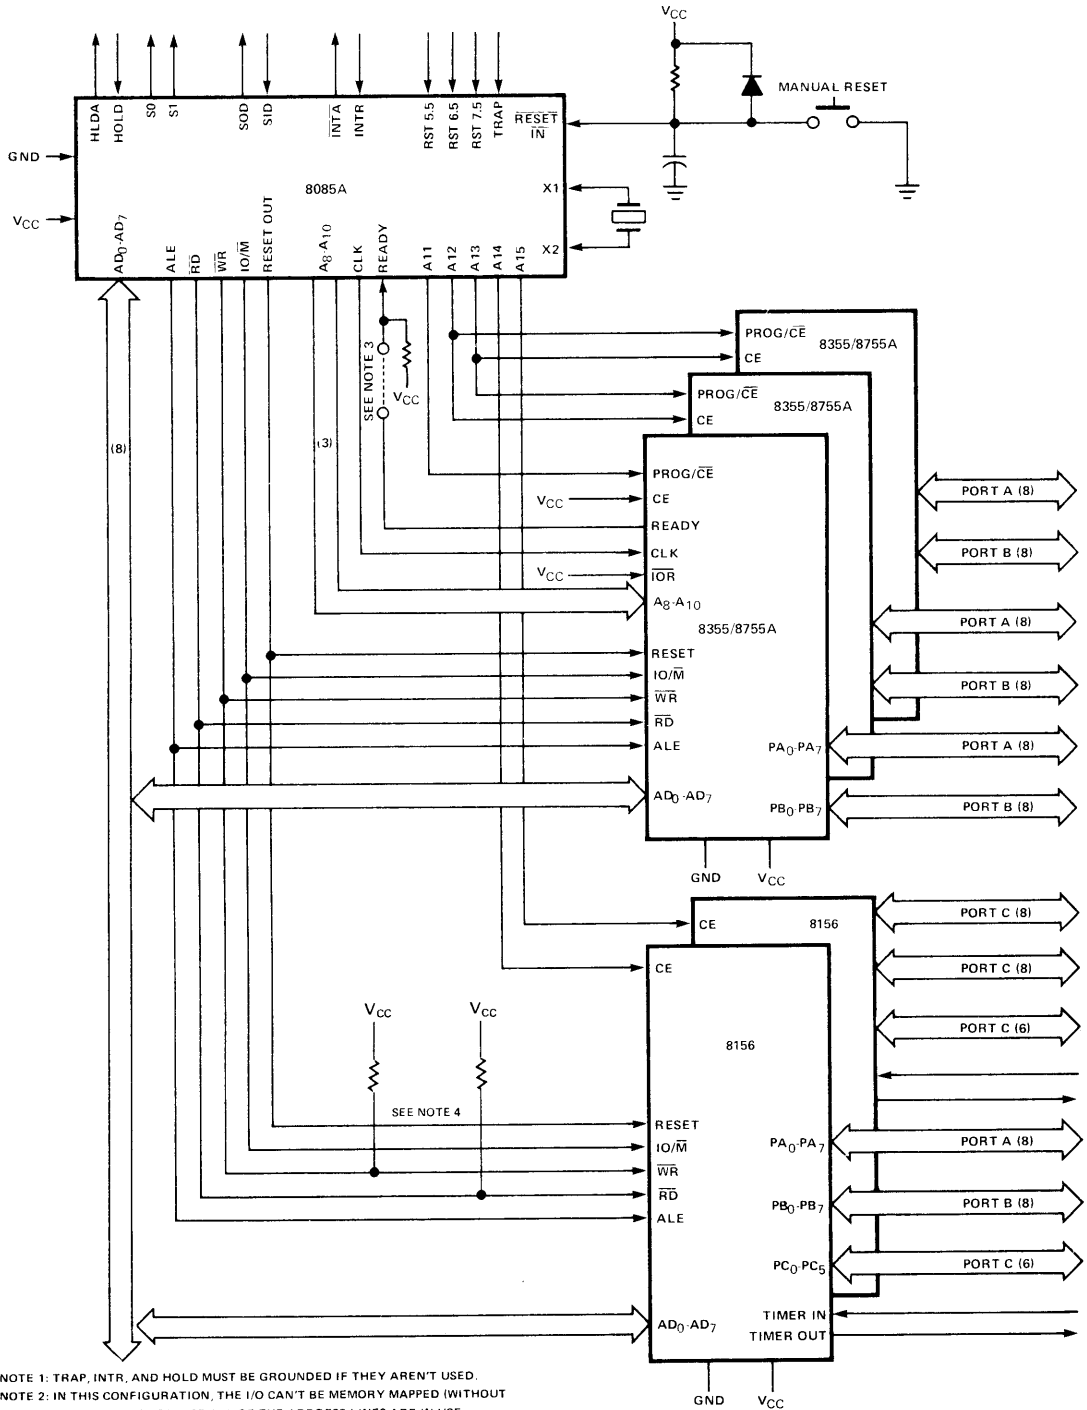 VCC
MANUAL RESET
HLDA
HOLD
S0
S1
SOD
SID
INTA
INTR
RST 5.5
RST 6.5
RST 7.5
TRAP
RESET IN
GND
8085A
X1
VCC
X2
AD0-AD7
ALE
RD
WR
IO/M
RESET OUT
A8-A10
CLK
READY
A11
A12
A13
A14
A15
PROG/CE
8355/8755A
CE
SEE NOTE 3
VCC
PROG/CE
8355/8755A
CE
(8)
(3)
PROG/CE
VCC
CE
PORT A (8)
READY
CLK
PORT B (8)
VCC
IOR
A8-A10
PORT A (8)
8355/8755A
RESET
IO/M
PORT B (8)
WR
RD
ALE
PA0-PA7
PORT A (8)
AD0-AD7
PB0-PB7
PORT B (8)
GND
VCC
PORT C (8)
CE
8156
CE
PORT C (8)
VCC
VCC
PORT C (6)
8156
SEE NOTE 4
RESET
PA0-PA7
PORT A (8)
IO/M
WR
RD
PB0-PB7
PORT B (8)
ALE
PC0-PC5
PORT C (6)
TIMER IN
AD0-AD7
TIMER OUT
GND
VCC
NOTE 1: TRAP, INTR, AND HOLD MUST BE GROUNDED IF THEY AREN'T USED.
NOTE 2: IN THIS CONFIGURATION, THE I/O CAN'T BE MEMORY MAPPED (WITHOUT